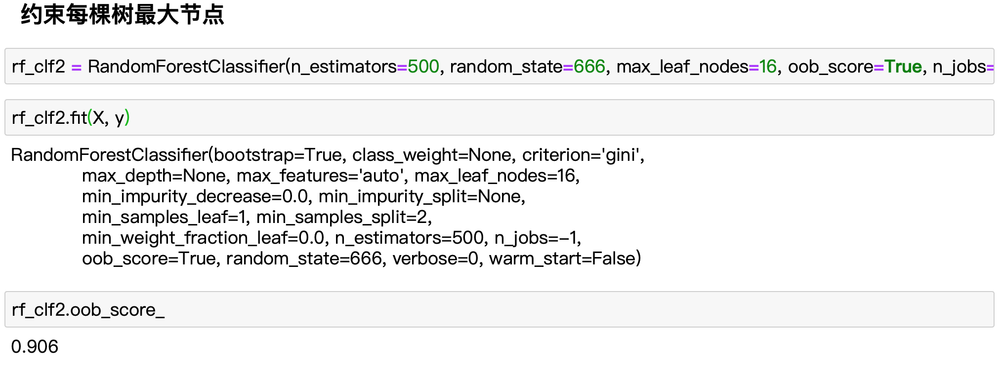 约束每棵树最大节点
rf_clf2 = RandomForestClassifier(n_estimators=500, random_state=666, max_leaf_nodes=16, oob_score=True, n_jobs=
rf_clf2.fit(X, y)
RandomForestClassifier(bootstrap=True, class_weight=None, criterion='gini',
max_depth=None, max_features='auto', max_leaf_nodes=16,
min_impurity_decrease=0.0, min_impurity_split=None,
min_samples_leaf=1, min_samples_split=2,
min_weight_fraction_leaf=0.0, n_estimators=500, n_jobs=-1,
oob_score=True, random_state=666, verbose=0, warm_start=False)
rf_clf2.oob_score_
0.906